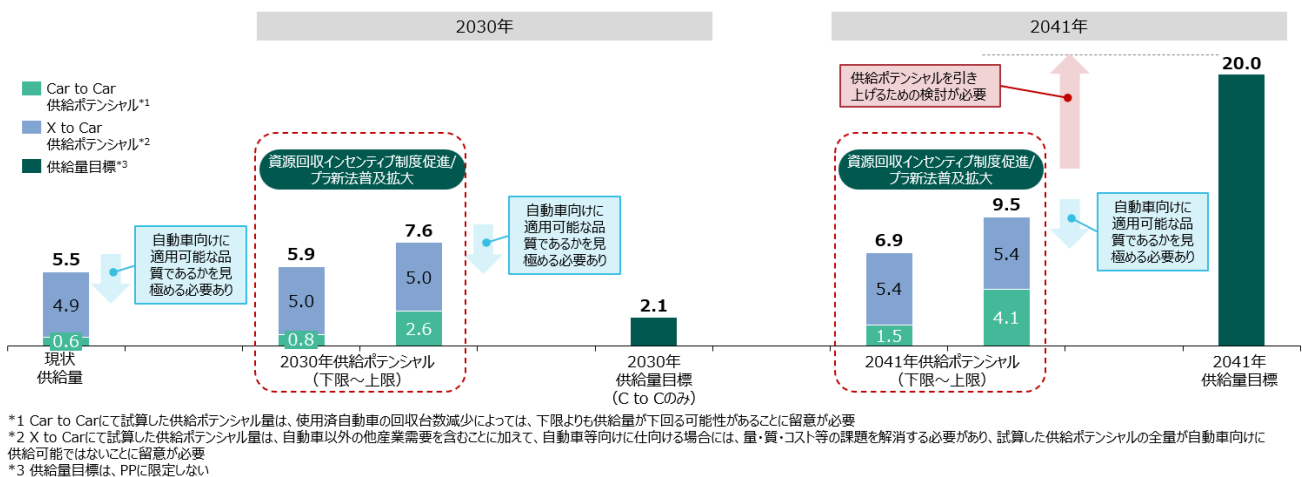 2030年
2041年
Car to Car
供給ポテンシャル*1
X to Car
供給ポテンシャル*2
供給量目標*3
供給ポテンシャルを引き
上げるための検討が必要
資源回収インセンティブ制度促進/
プラ新法普及拡大
資源回収インセンティブ制度促進/
プラ新法普及拡大
自動車向けに
適用可能な品
質であるかを見
極める必要あり
自動車向けに
適用可能な品
質であるかを見
極める必要あり
自動車向けに
適用可能な品
質であるかを見
極める必要あり
5.5
4.9
0.6
5.9
5.0
0.8
7.6
5.0
2.6
2.1
6.9
5.4
1.5
9.5
5.4
4.1
20.0
現状
供給量
2030年供給ポテンシャル
（下限～上限）
2030年
供給量目標
（C to Cのみ）
2041年供給ポテンシャル
（下限～上限）
2041年
供給量目標
*1 Car to Carにて試算した供給ポテンシャル量は、使用済自動車の回収台数減少によっては、下限よりも供給量が下回る可能性があることに留意が必要
*2 X to Carにて試算した供給ポテンシャル量は、自動車以外の他産業需要を含むことに加えて、自動車等向けに仕向ける場合には、量・質・コスト等の課題を解消する必要があり、試算した供給ポテンシャルの全量が自動車向けに
供給可能ではないことに留意が必要
*3 供給量目標は、PPに限定しない